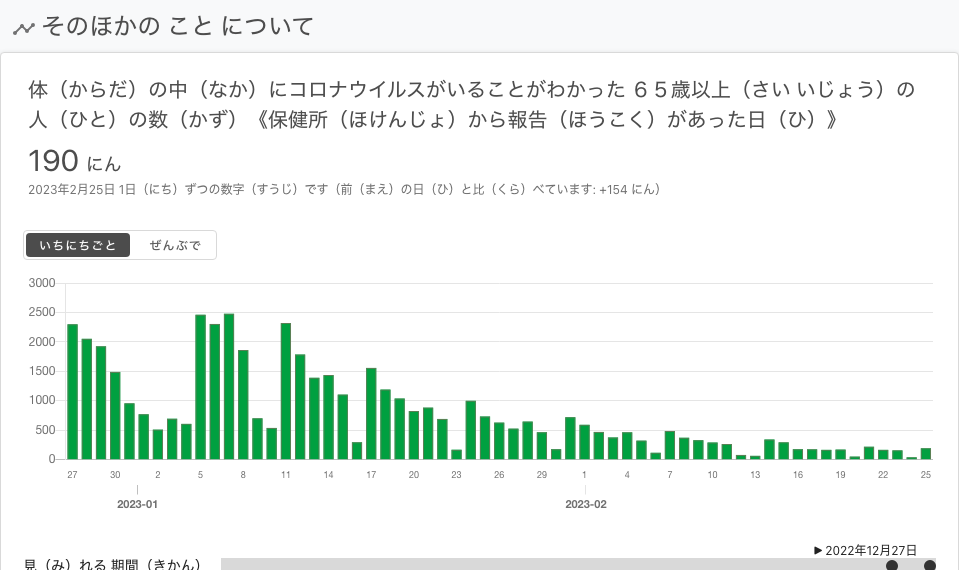 そのほかの こと について
体（からだ）の中（なか）にコロナウイルスがいることがわかった ６５歳以上（さい いじょう）の
人（ひと）の数（かず）《保健所（ほけんじょ）から報告（ほうこく）があった日（ひ）》
190 にん
2023年2月25日 1日（にち）ずつの数字（すうじ）です（前（まえ）の日（ひ）と比（くら）べています: +154 にん）
いちにちごと ぜんぶで
3000
2500
2000
1500
1000
500
0
27 30 2 5 8 11 14 17 20 23 26 29 1 4 7 10 13 16 19 22 25
2023-01 2023-02
▶ 2022年12月27日
見（み）れる 期間（きかん）